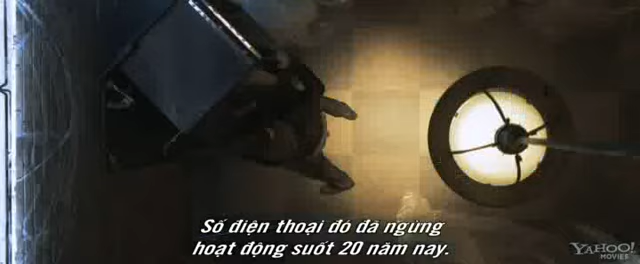 Số điện thoại đó đã ngừng
hoạt động suốt 20 năm nay.
YAHOO!
MOVIES